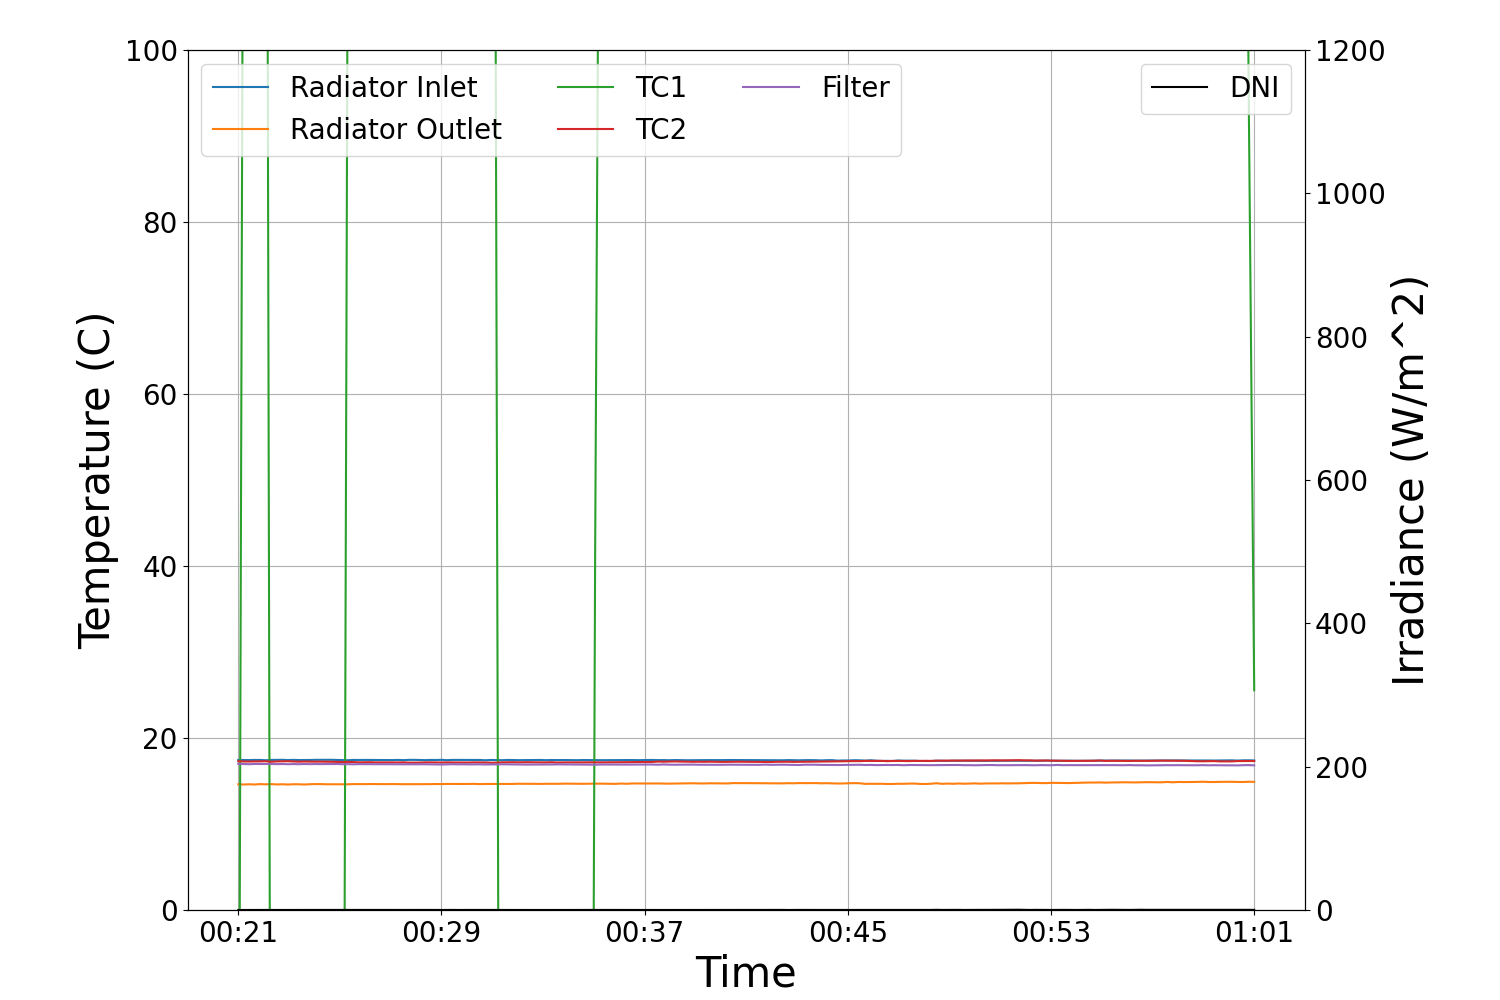 100
80
60
40
20
0
Temperature (C)
Radiator Inlet
Radiator Outlet
TC1
TC2
Filter
DNI
1200
1000
800
600
400
200
0
Irradiance (W/m^2)
00:21 00:29 00:37 00:45 00:53 01:01
Time